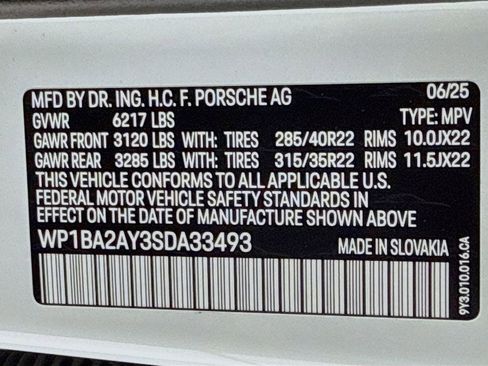 MFD BY DR. ING. H.C. F. PORSCHE AG 06/25
GVWR 6217 LBS TYPE: MPV
GAWR FRONT 3120 LBS WITH: TIRES 285/40R22 RIMS 10.0JX22
GAWR REAR 3285 LBS WITH: TIRES 315/35R22 RIMS 11.5JX22
THIS VEHICLE CONFORMS TO ALL APPLICABLE U.S.
FEDERAL MOTOR VEHICLE SAFETY STANDARDS IN
EFFECT ON THE DATE OF MANUFACTURE SHOWN ABOVE
WP1BA2AY3SDA33493 MADE IN SLOVAKIA
9Y3.010.016.CA